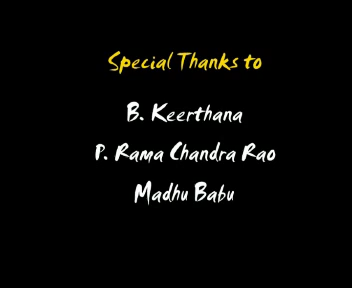 Special Thanks to
B. Keerthana
P. Rama Chandra Rao
Madhu Babu